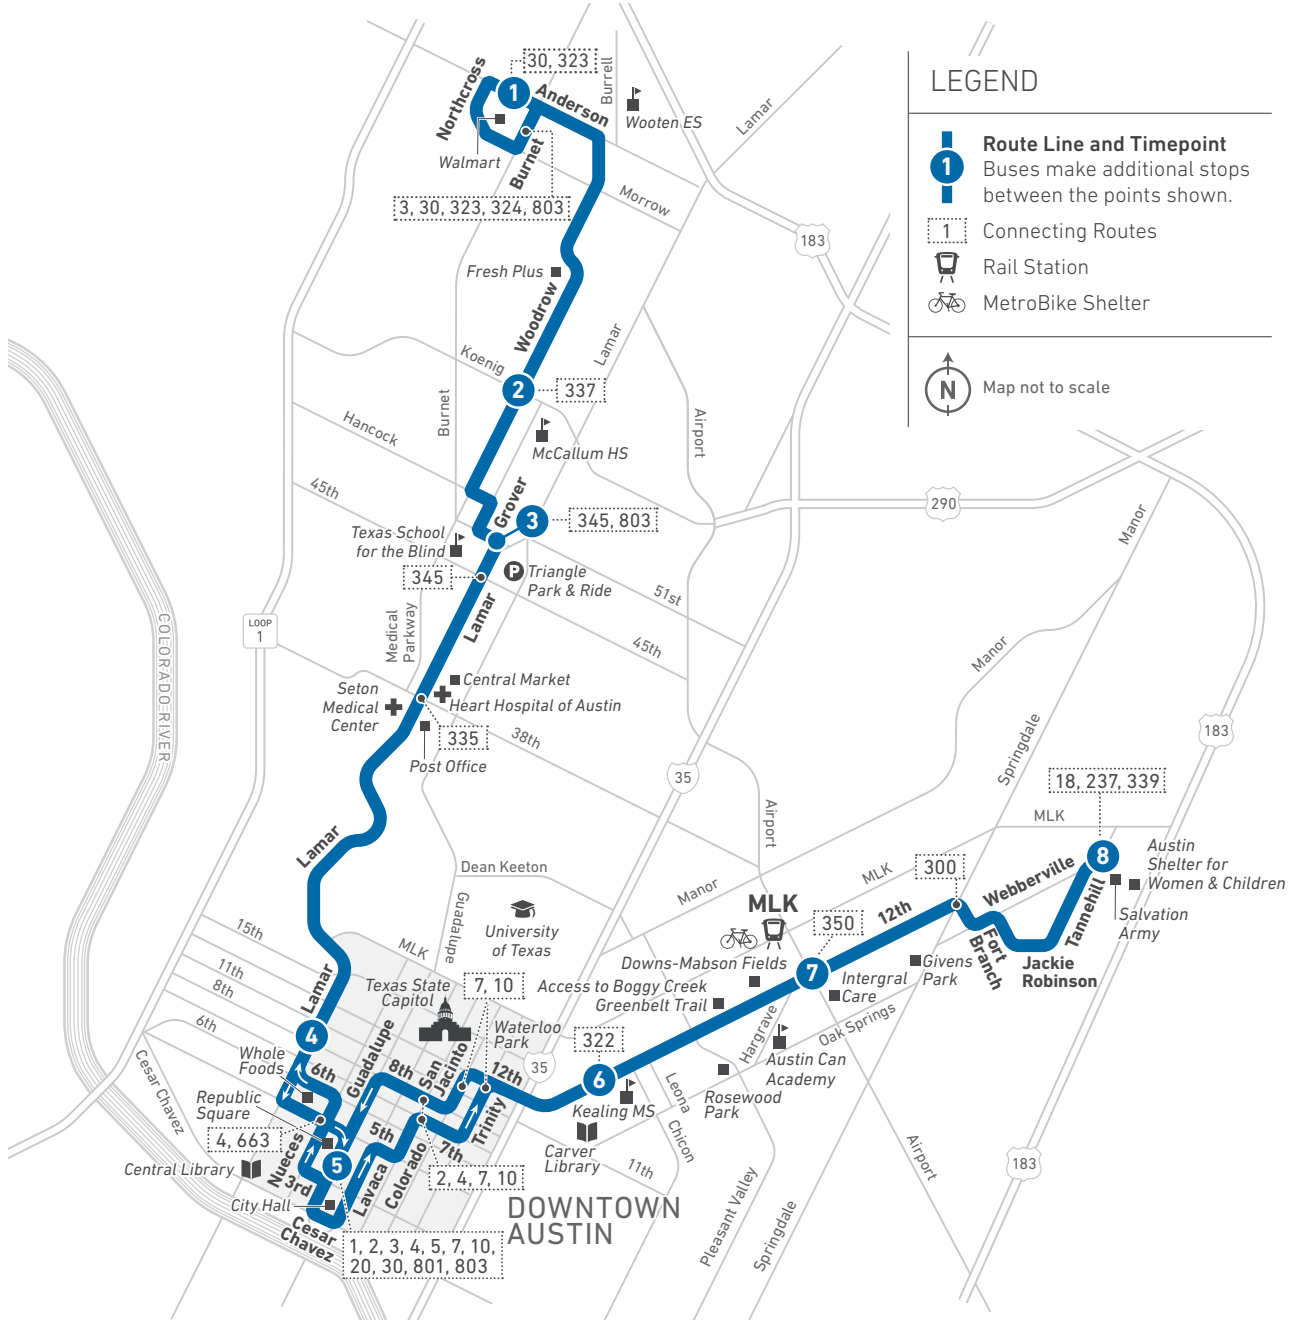 30, 323
Northcross
1
Anderson
Burrell
Wooten ES
Lamar
Walmart
Burnet
3, 30, 323, 324, 803
Morrow
183
Fresh Plus
Woodrow
Lamar
Koenig
2
337
Burnet
Airport
Hancock
McCallum HS
45th
Grover
3
345, 803
290
Manor
Texas School
for the Blind
345
Triangle
Park & Ride
P
51st
Medical
Parkway
Lamar
45th
LOOP
1
COLORADO RIVER
Manor
Central Market
Heart Hospital of Austin
Seton
Medical
Center
335
38th
Post Office
35
Springdale
183
18, 237, 339
MLK
Airport
Lamar
Dean Keeton
Guadalupe
Manor
MLK
300
Webberville
8
Austin
Shelter for
Women & Children
Tannehill
Salvation
Army
MLK
12th
350
University
of Texas
15th
MLK
Downs-Mabson Fields
7
Fort
Branch
Jackie
Robinson
Givens
Park
Intergral
Care
Access to Boggy Creek
Greenbelt Trail
11th
8th
6th
Lamar
Texas State
Capitol
7, 10
Waterloo
Park
4
Guadalupe
8th
San
Jacinto
12th
35
322
Hargrave
Oak Springs
Austin Can
Academy
Cesar Chavez
Whole
Foods
6th
6
Kealing MS
Leona
Rosewood
Park
Republic
Square
4, 663
5th
7th
Trinity
Carver
Library
11th
Chicon
Airport
183
Central Library
Nueces
3rd
5
Lavaca
Colorado
2, 4, 7, 10
City Hall
Cesar
Chavez
DOWNTOWN
AUSTIN
Pleasant Valley
Springdale
1, 2, 3, 4, 5, 7, 10,
20, 30, 801, 803
LEGEND
1
Route Line and Timepoint
Buses make additional stops
between the points shown.
1
Connecting Routes
Rail Station
MetroBike Shelter
N
Map not to scale